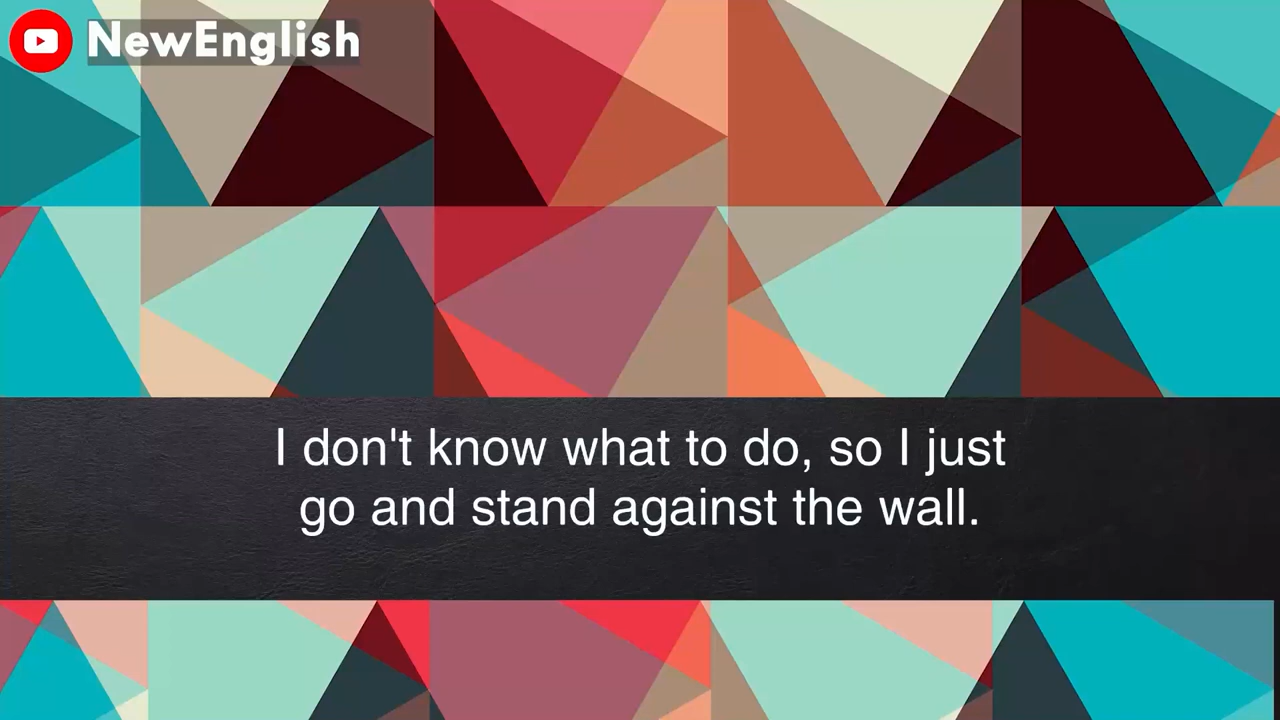 NewEnglish
I don't know what to do, so I just
go and stand against the wall.